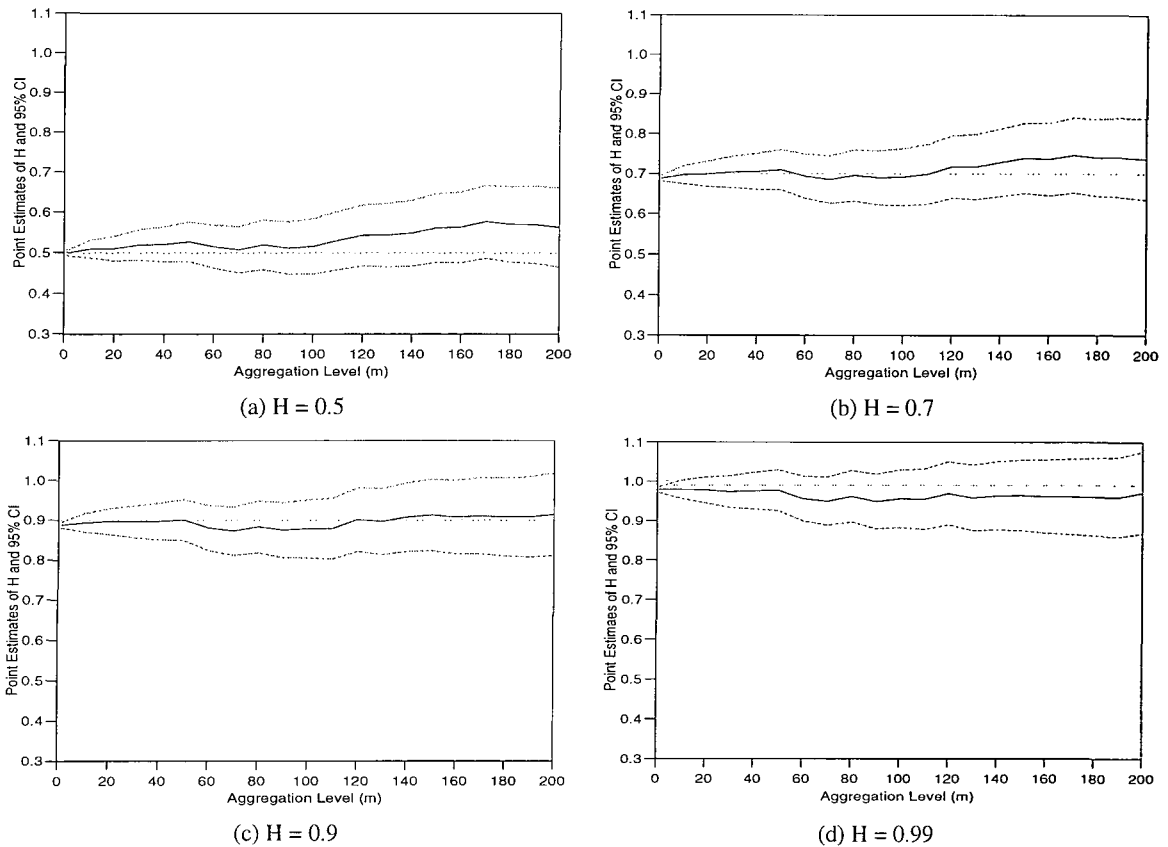 1.1
1.0
0.9
0.8
0.7
0.6
0.5
0.4
0.3
Point Estimates of H and 95% CI
0 20 40 60 80 100 120 140 160 180 200
Aggregation Level (m)
(a) H = 0.5
1.1
1.0
0.9
0.8
0.7
0.6
0.5
0.4
0.3
Point Estimates of H and 95% CI
0 20 40 60 80 100 120 140 160 180 200
Aggregation Level (m)
(b) H = 0.7
1.1
1.0
0.9
0.8
0.7
0.6
0.5
0.4
0.3
Point Estimates of H and 95% CI
0 20 40 60 80 100 120 140 160 180 200
Aggregation Level (m)
(c) H = 0.9
1.1
1.0
0.9
0.8
0.7
0.6
0.5
0.4
0.3
Point Estimaes of H and 95% CI
0 20 40 60 80 100 120 140 160 180 200
Aggregation Level (m)
(d) H = 0.99